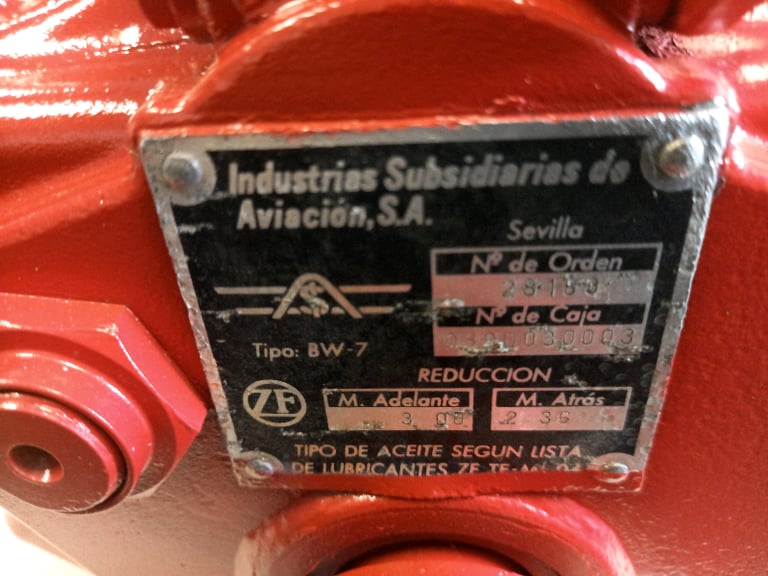 Industrias Subsidiarias de
Aviación, S.A.
Sevilla
Nº de Orden
Nº de Caja
Tipo: BW-7
REDUCCION
ZF
M. Adelante
M. Atrás
TIPO DE ACEITE SEGUN LISTA
DE LUBRICANTES ZF